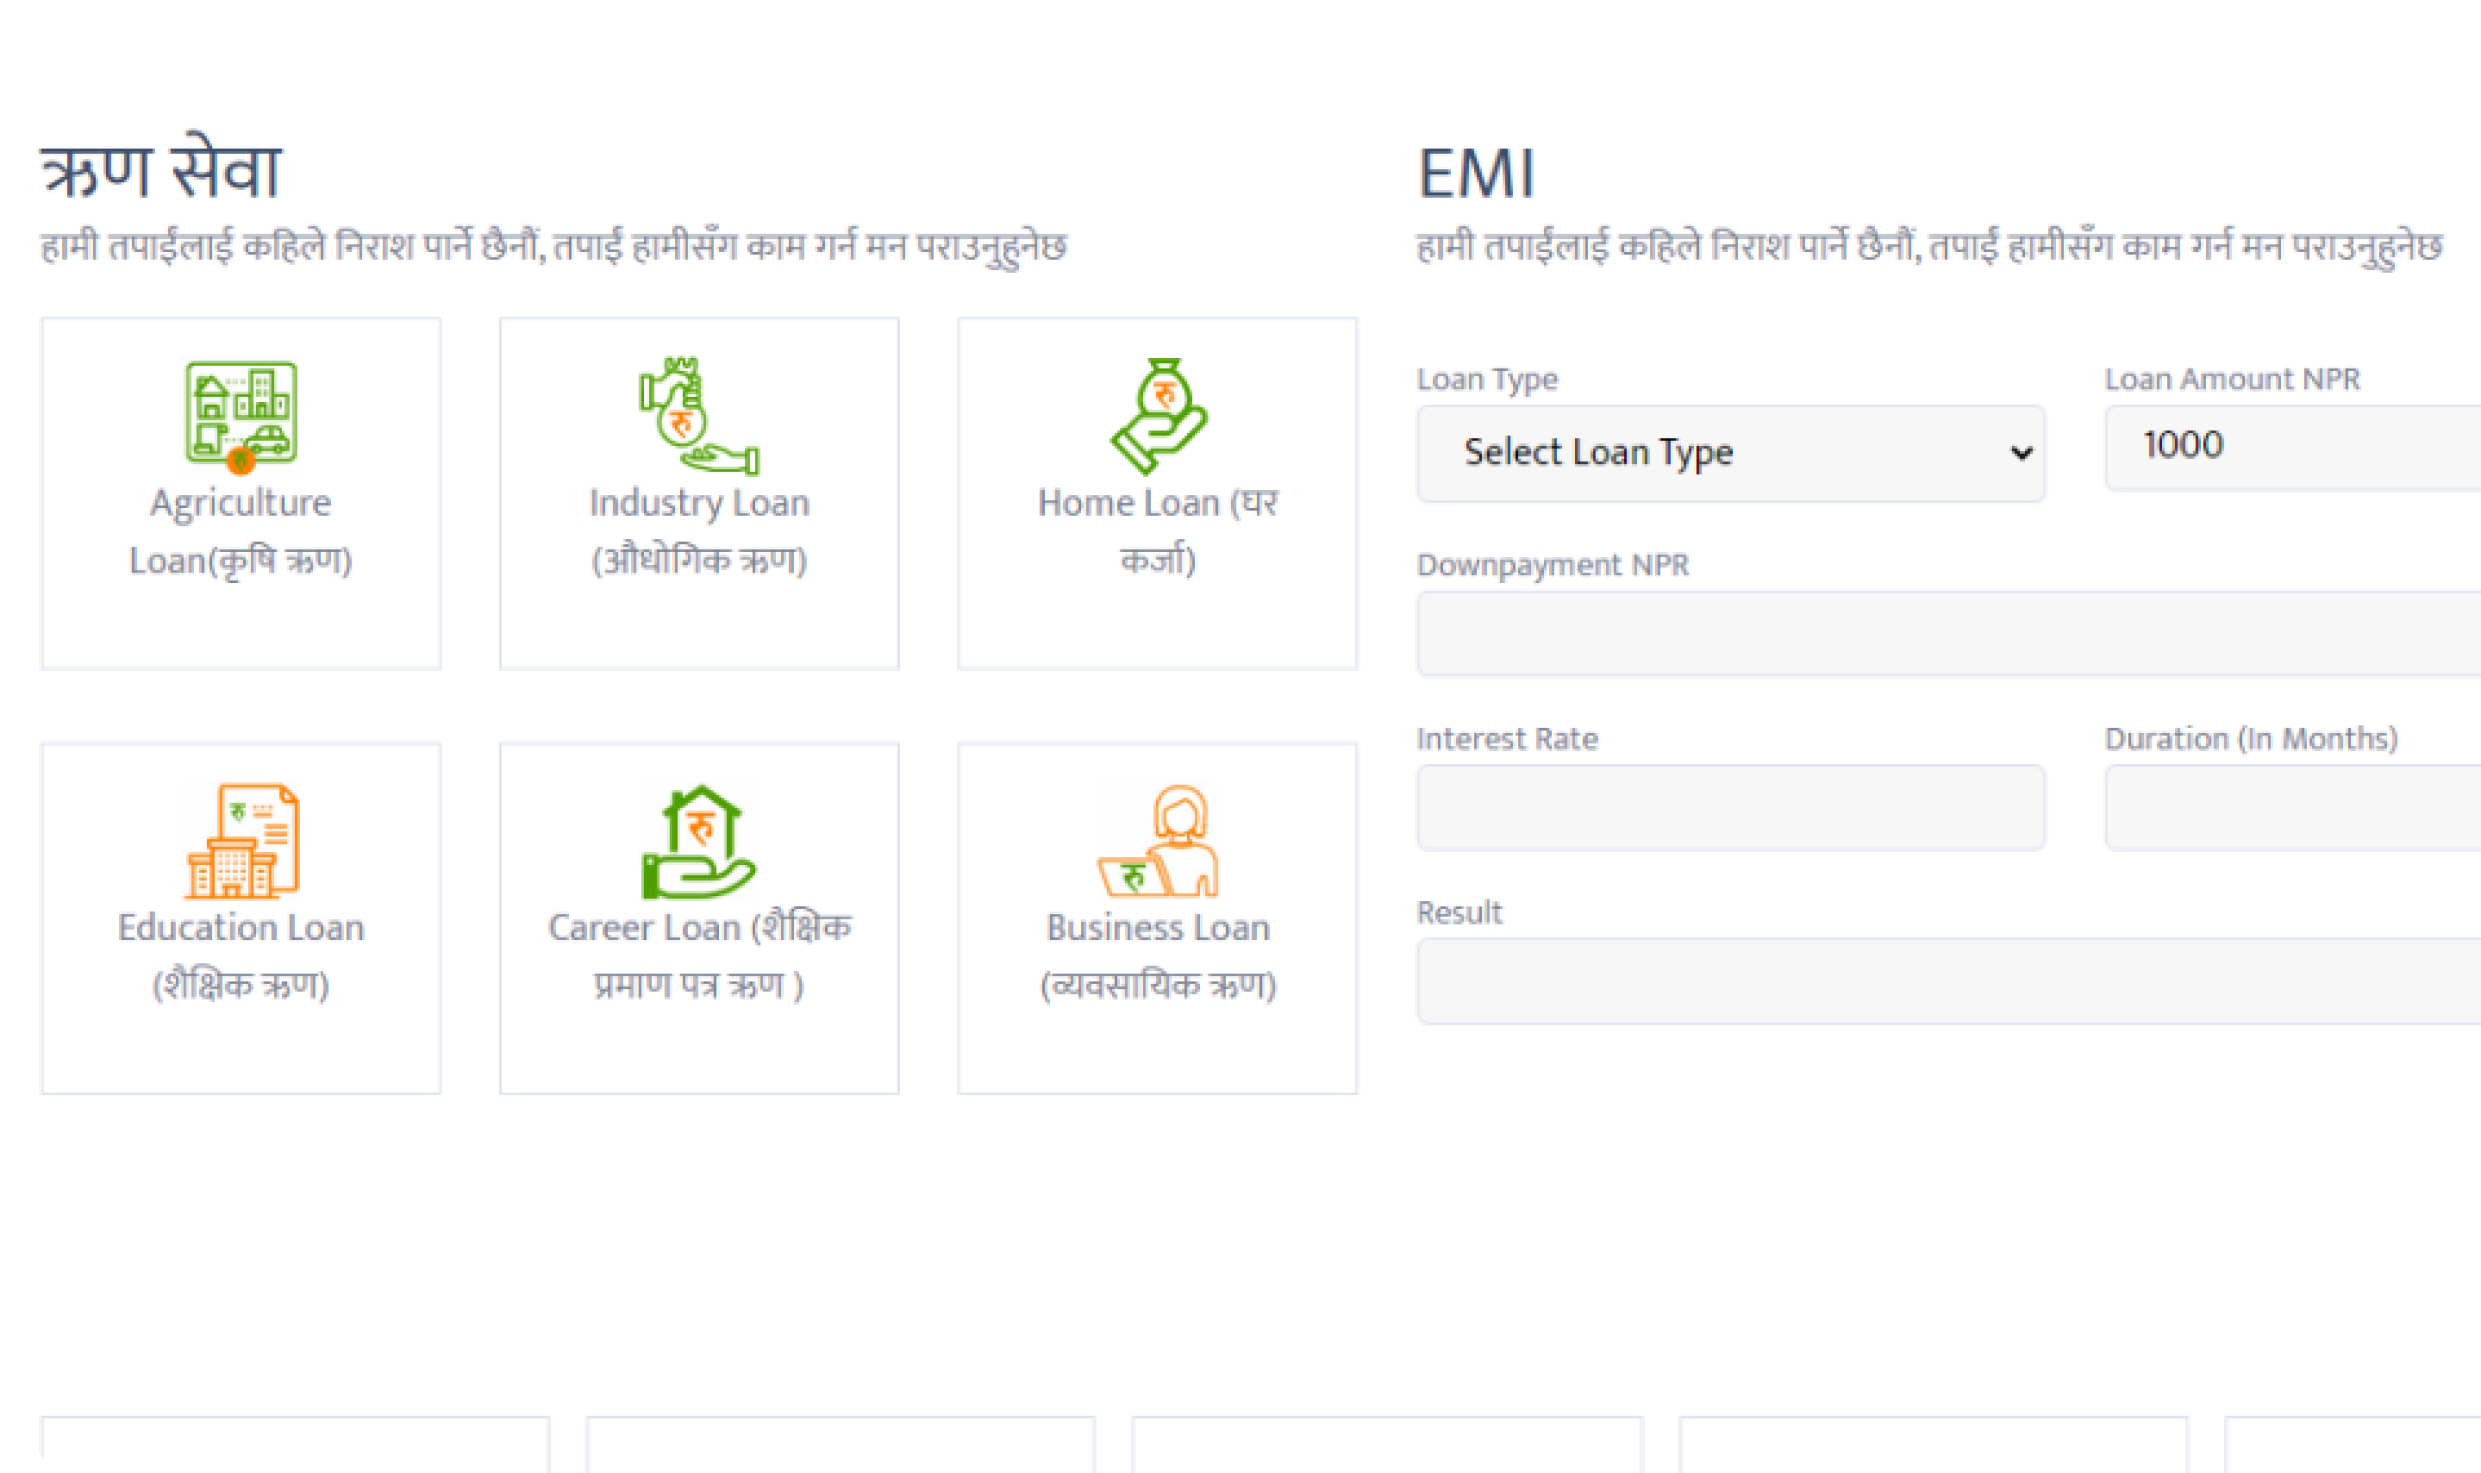 ऋण सेवा
हामी तपाईलाई कहिले निराश पार्ने छैनौं, तपाई हामीसँग काम गर्न मन पराउनुहुनेछ
रु
Agriculture
Loan(कृषि ऋण)
रु
Industry Loan
(औधोगिक ऋण)
रु
Home Loan (घर
कर्जा)
रु
Education Loan
(शैक्षिक ऋण)
रु
Career Loan (शैक्षिक
प्रमाण पत्र ऋण )
रु
Business Loan
(व्यवसायिक ऋण)
EMI
हामी तपाईलाई कहिले निराश पार्ने छैनौं, तपाई हामीसँग काम गर्न मन पराउनुहुनेछ
Loan Type
Select Loan Type
Loan Amount NPR
1000
Downpayment NPR
Interest Rate
Duration (In Months)
Result